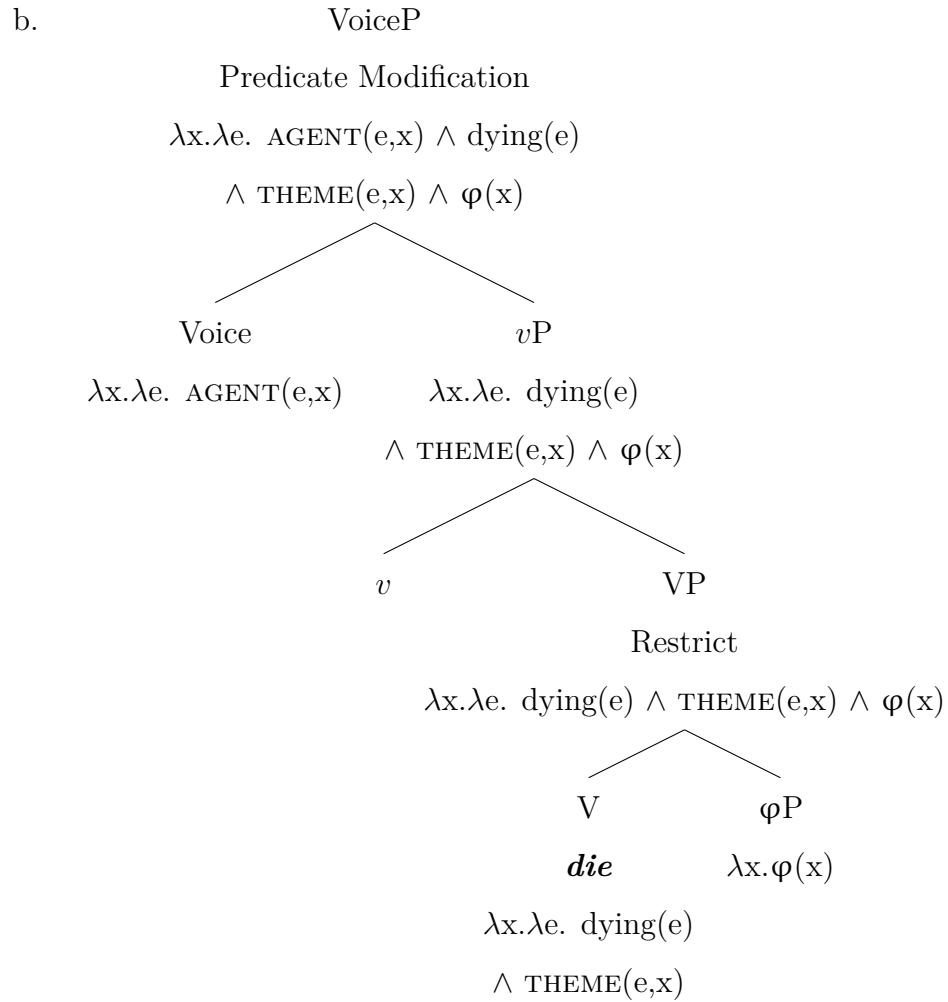 b. VoiceP
Predicate Modification
λx.λe. AGENT(e,x) ∧ dying(e)
∧ THEME(e,x) ∧ φ(x)
Voice vP
λx.λe. AGENT(e,x) λx.λe. dying(e)
∧ THEME(e,x) ∧ φ(x)
v VP
Restrict
λx.λe. dying(e) ∧ THEME(e,x) ∧ φ(x)
V φP
die λx.φ(x)
λx.λe. dying(e)
∧ THEME(e,x)